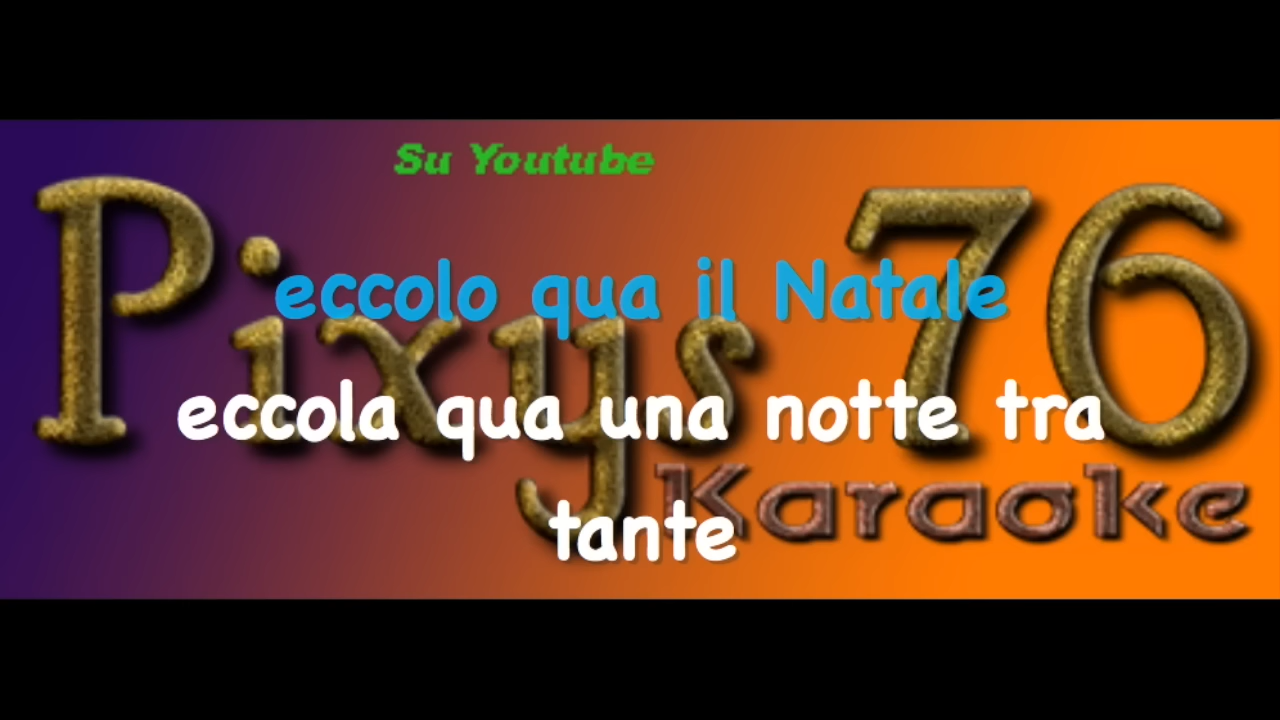 Su Youtube
Pixys 76
eccolo qua il Natale
eccola qua una notte tra
tante
Karaoke